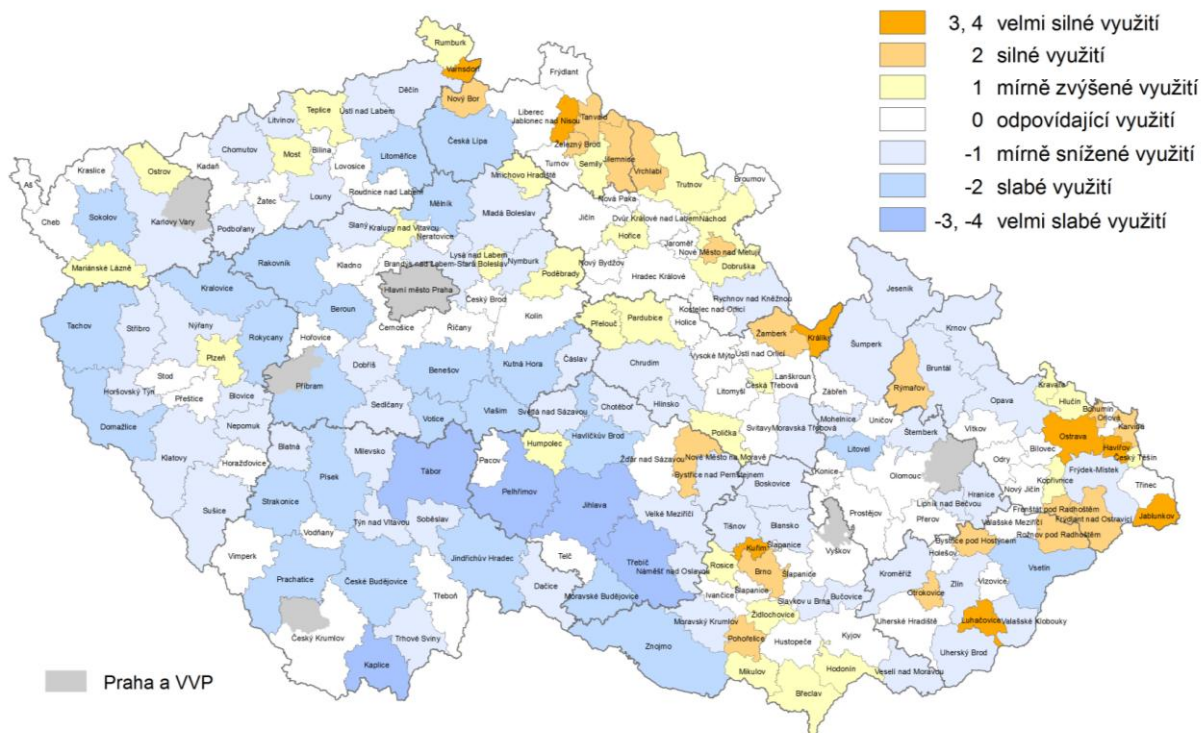 3, 4 velmi silné využití
2 silné využití
1 mírně zvýšené využití
0 odpovídající využití
-1 mírně snížené využití
-2 slabé využití
-3, -4 velmi slabé využití
Rumburk
Varnsdorf
Frýdlant
Děčín
Nový Bor
Liberec
Jablonec nad Nisou
Tanvald
Teplice
Ústí nad Labem
Litvínov
Česká Lípa
Železný Brod
Jilemnice
Vrchlabí
Most
Bílina
Chomutov
Litoměřice
Lovosice
Turnov
Semily
Trutnov
Kraslice
Ostrov
Kadaň
Mnichovo Hradiště
Broumov
Aš
Louny
Roudnice nad Labem
Nová Paka
Cheb
Sokolov
Karlovy Vary
Žatec
Mělník
Mladá Boleslav
Jičín
Dvůr Králové nad Labem
Náchod
Podbořany
Slaný
Kralupy nad Vltavou
Neratovice
Hořice
Jaroměř
Nové Město nad Metují
Mariánské Lázně
Rakovník
Kladno
Lysá nad Labem
Brandýs nad Labem-Stará Boleslav
Nymburk
Poděbrady
Nový Bydžov
Dobruška
Hradec Králové
Kralovice
Hlavní město Praha
Rychnov nad Kněžnou
Jeseník
Tachov
Stříbro
Nýřany
Beroun
Český Brod
Kolín
Kostelec nad Orlicí
Rokycany
Hořovice
Černošice
Říčany
Přelouč
Pardubice
Holice
Žamberk
Králíky
Krnov
Plzeň
Šumperk
Příbram
Dobříš
Benešov
Kutná Hora
Čáslav
Chrudim
Vysoké Mýto
Ústí nad Orlicí
Bruntál
Horšovský Týn
Stod
Přeštice
Blovice
Sedlčany
Vlašim
Světlá nad Sázavou
Chotěboř
Hlinsko
Litomyšl
Česká Třebová
Lanškroun
Zábřeh
Rýmařov
Opava
Kravaře
Hlučín
Bohumín
Orlová
Karviná
Domažlice
Nepomuk
Votice
Havlíčkův Brod
Polička
Svitavy
Moravská Třebová
Mohelnice
Uničov
Šternberk
Vítkov
Ostrava
Havířov
Český Těšín
Klatovy
Horažďovice
Blatná
Milevsko
Tábor
Pacov
Humpolec
Žďár nad Sázavou
Nové Město na Moravě
Bystřice nad Pernštejnem
Litovel
Konice
Olomouc
Odry
Bílovec
Frýdek-Místek
Třinec
Strakonice
Písek
Pelhřimov
Jihlava
Boskovice
Prostějov
Lipník nad Bečvou
Hranice
Nový Jičín
Kopřivnice
Frenštát pod Radhoštěm
Frýdlant nad Ostravicí
Jablunkov
Sušice
Týn nad Vltavou
Soběslav
Velké Meziříčí
Tišnov
Blansko
Vyškov
Přerov
Valašské Meziříčí
Rožnov pod Radhoštěm
Vodňany
Kuřim
Šlapanice
Bystřice pod Hostýnem
Holešov
Vimperk
Prachatice
České Budějovice
Jindřichův Hradec
Telč
Třebíč
Náměšť nad Oslavou
Rosice
Brno
Šlapanice
Kroměříž
Zlín
Vizovice
Vsetín
Třeboň
Dačice
Moravské Budějovice
Ivančice
Šlapanice
Slavkov u Brna
Bučovice
Otrokovice
Český Krumlov
Trhové Sviny
Moravský Krumlov
Židlochovice
Uherské Hradiště
Luhačovice
Valašské Klobouky
Kaplice
Znojmo
Pohořelice
Hustopeče
Kyjov
Uherský Brod
Mikulov
Hodonín
Veselí nad Moravou
Břeclav
Praha a VVP